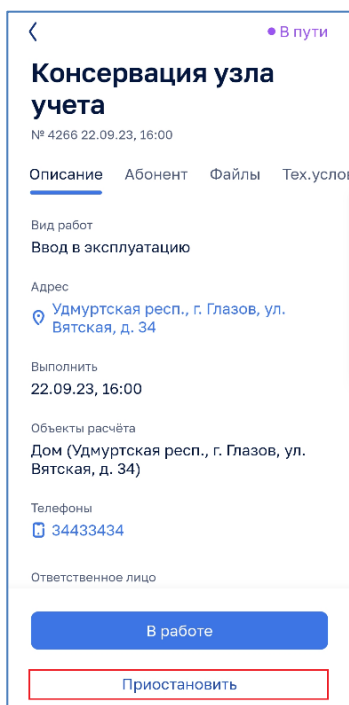 В пути
Консервация узла
учета
№ 4266 22.09.23, 16:00
Описание Абонент Файлы Тех.усло
Вид работ
Ввод в эксплуатацию
Адрес
Удмуртская респ., г. Глазов, ул.
Вятская, д. 34
Выполнить
22.09.23, 16:00
Объекты расчёта
Дом (Удмуртская респ., г. Глазов, ул.
Вятская, д. 34)
Телефоны
34433434
Ответственное лицо
В работе
Приостановить